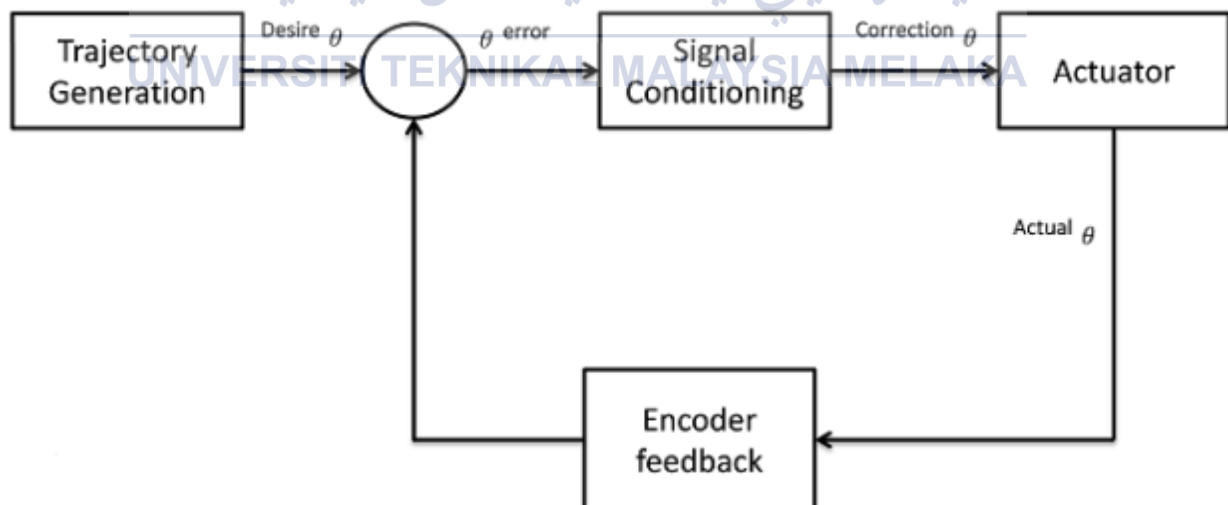 Desire θ
θ error
Correction θ
Trajectory
Generation
Signal
Conditioning
Actuator
UNIVERSITI TEKNIKAL MALAYSIA MELAKA
Actual θ
Encoder
feedback